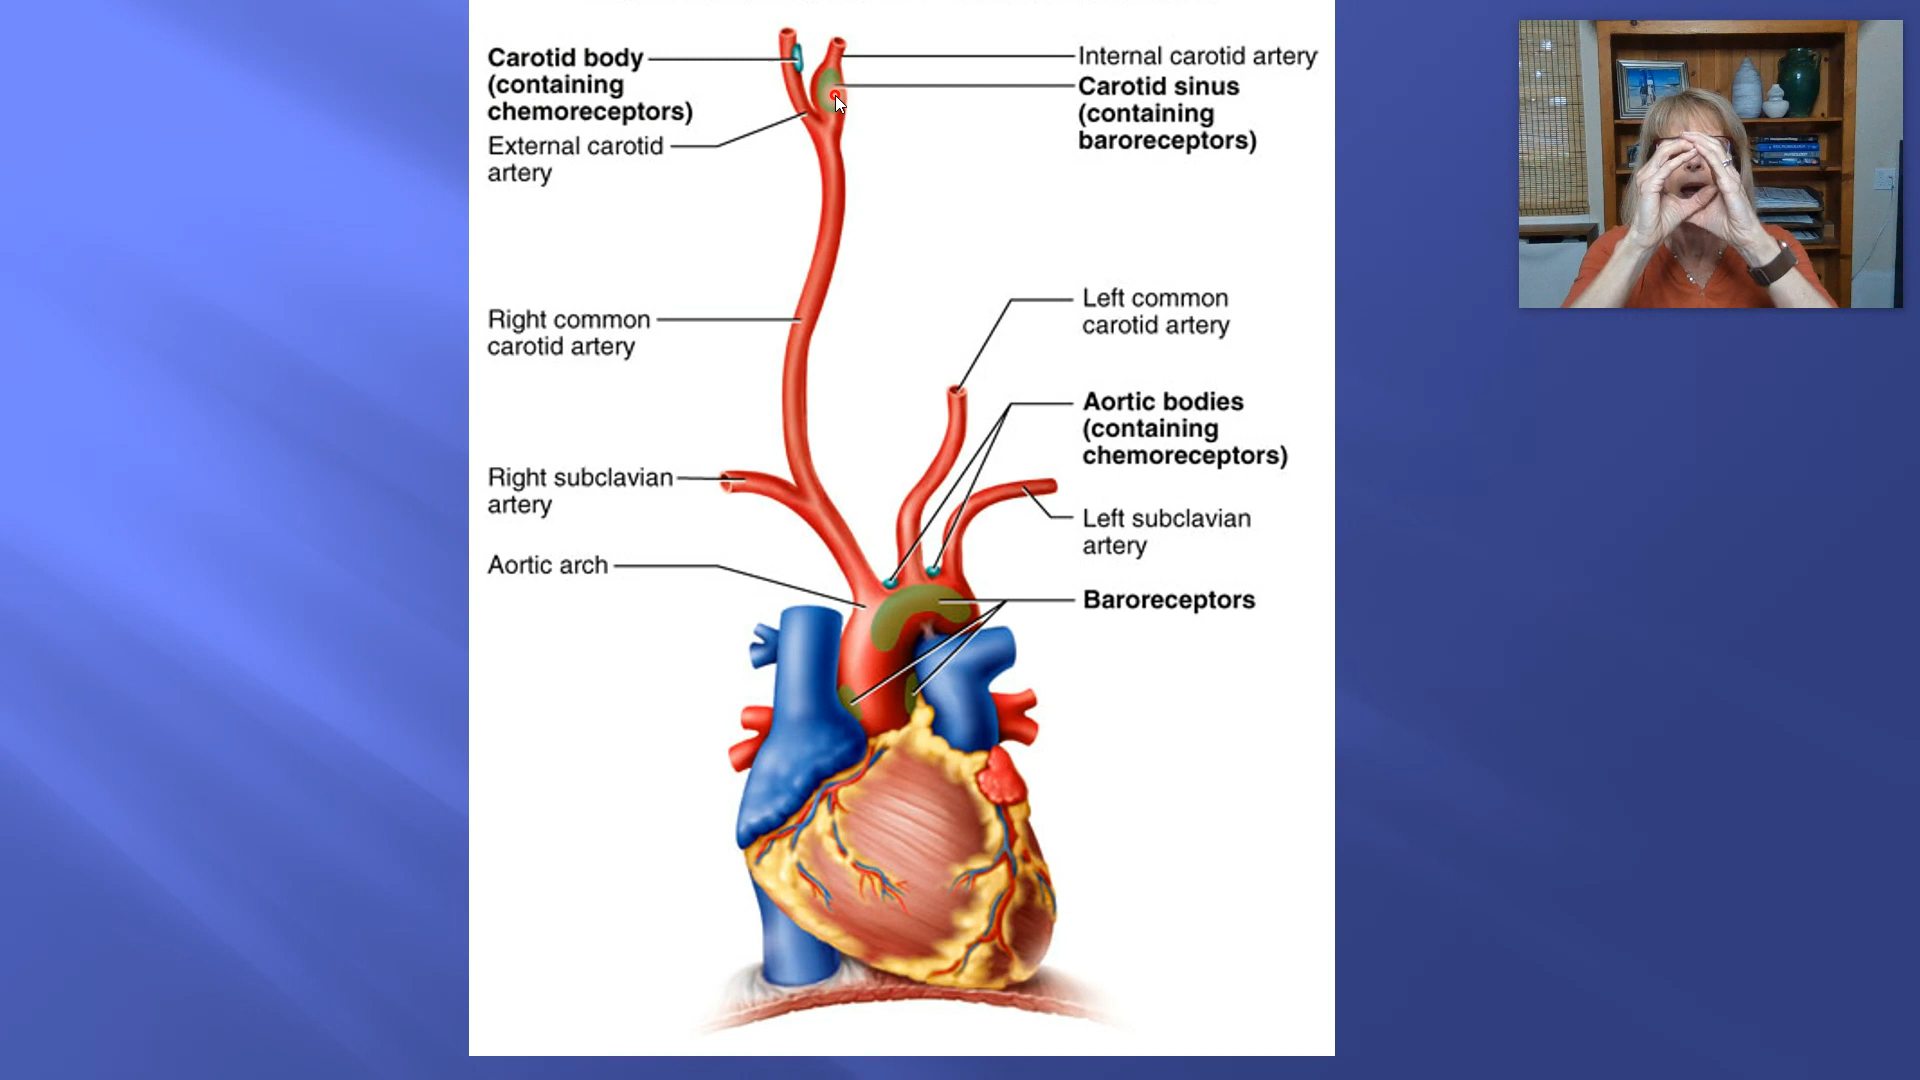 Carotid body
(containing
chemoreceptors)
External carotid
artery
Right common
carotid artery
Right subclavian
artery
Aortic arch
Internal carotid artery
Carotid sinus
(containing
baroreceptors)
Left common
carotid artery
Aortic bodies
(containing
chemoreceptors)
Left subclavian
artery
Baroreceptors